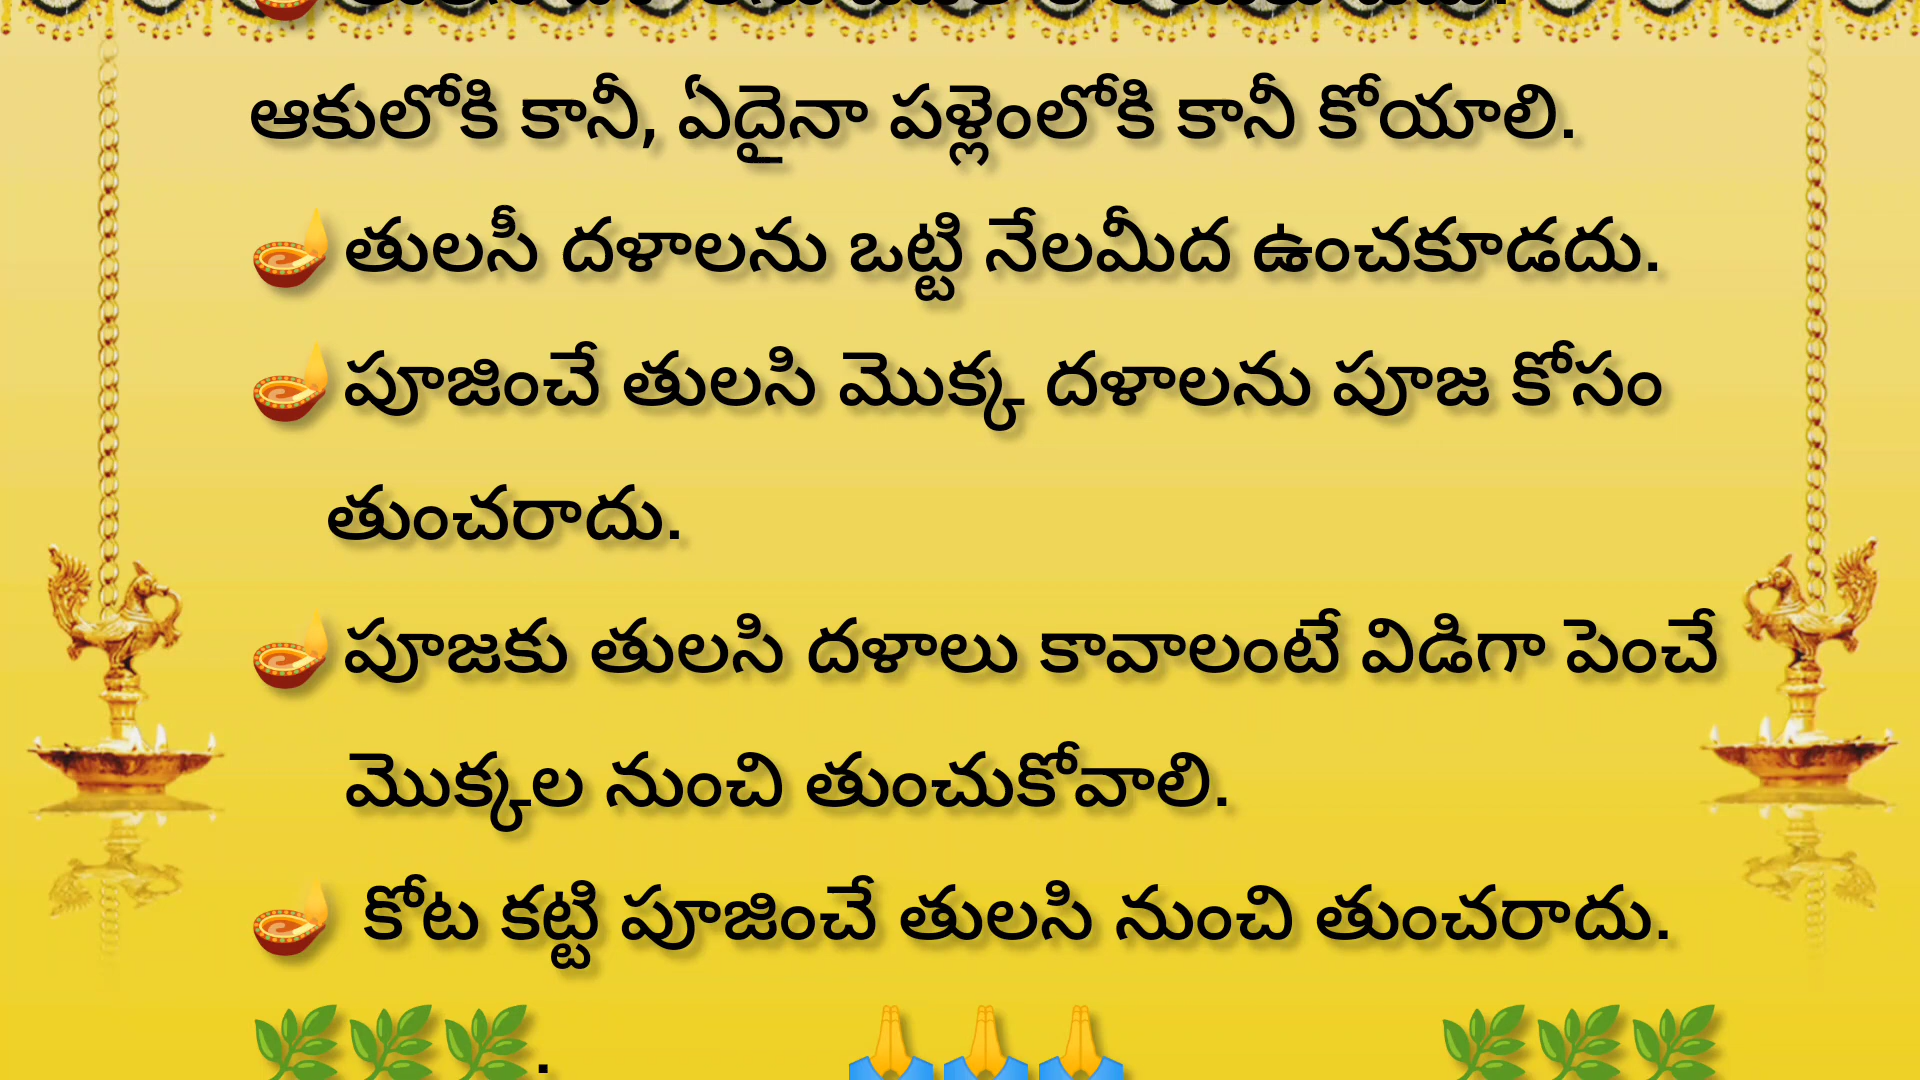 ఆకులోకి కానీ, ఏదైనా పళ్లెంలోకి కానీ కోయాలి.
🪔తులసీ దళాలను ఒట్టి నేలమీద ఉంచకూడదు.
🪔పూజించే తులసి మొక్క దళాలను పూజ కోసం
తుంచరాదు.
🪔పూజకు తులసి దళాలు కావాలంటే విడిగా పెంచే
మొక్కల నుంచి తుంచుకోవాలి.
🪔 కోట కట్టి పూజించే తులసి నుంచి తుంచరాదు.
🌿🌿🌿. 🙏🙏🙏 🌿🌿🌿